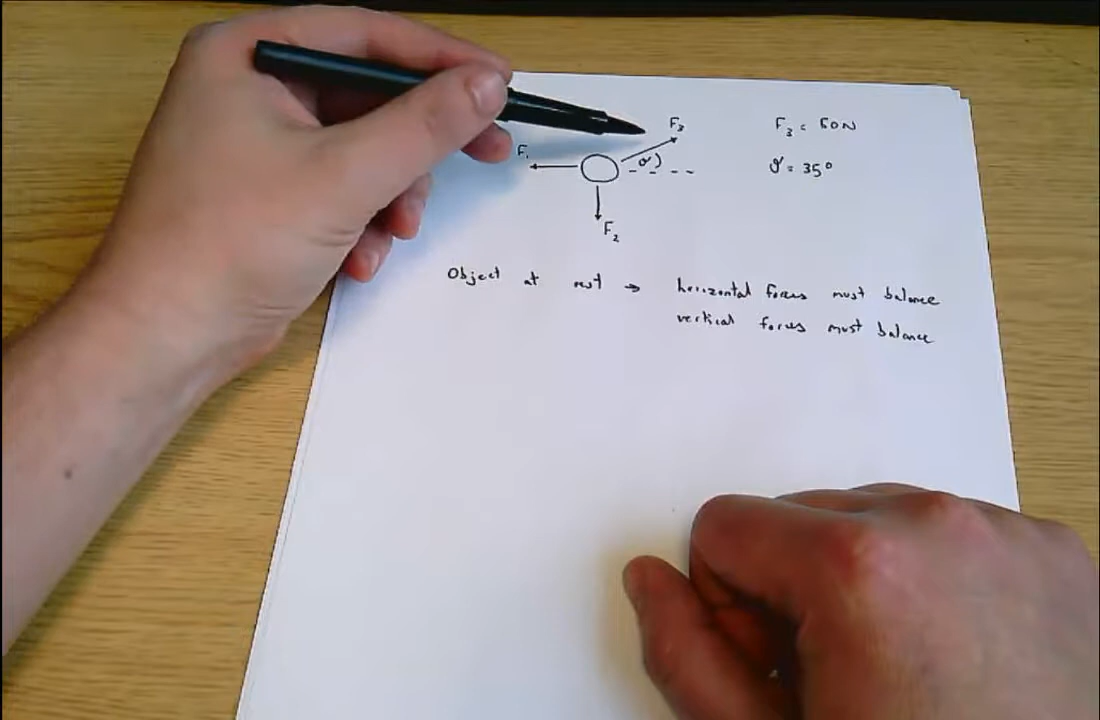 F₃
F₃ = 50N
F₁
θ
θ = 35°
F₂
Object at rest → horizontal forces must balance
vertical forces must balance